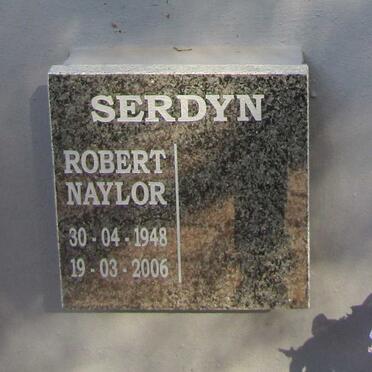 SERDYN
ROBERT
NAYLOR
30 - 04 - 1948
19 - 03 - 2006